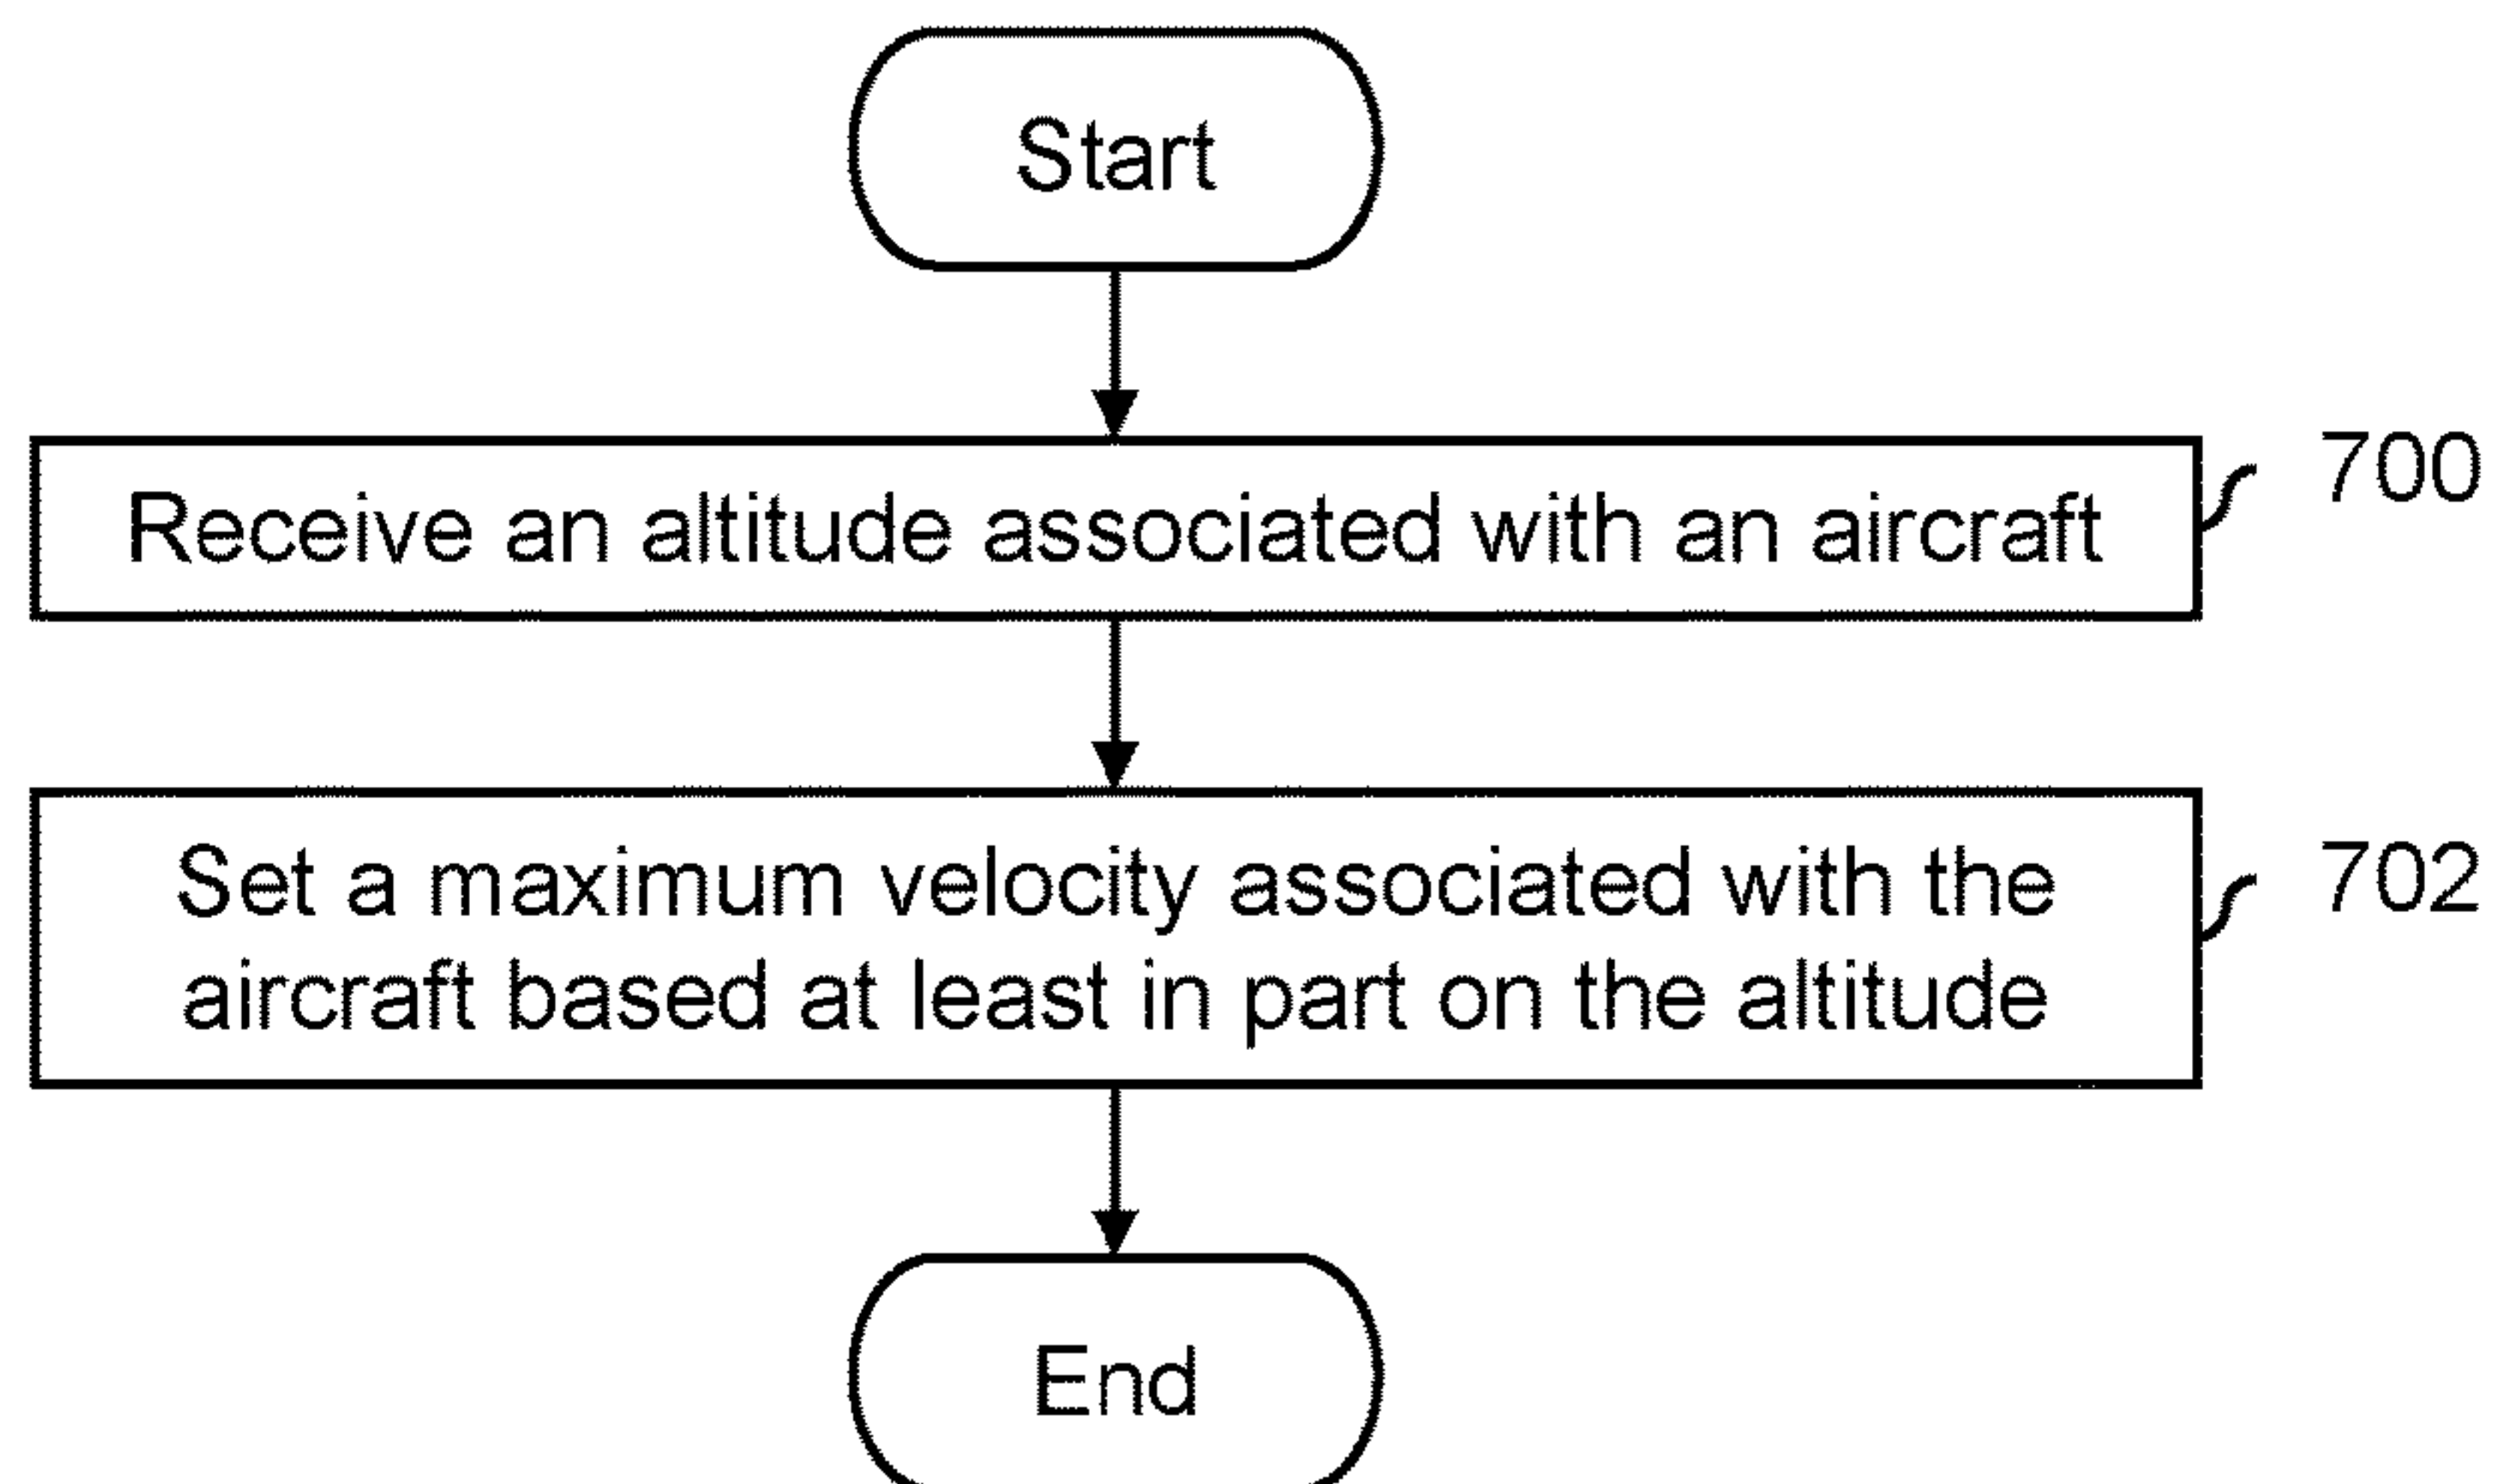 Start
Receive an altitude associated with an aircraft
700
Set a maximum velocity associated with the
aircraft based at least in part on the altitude
702
End